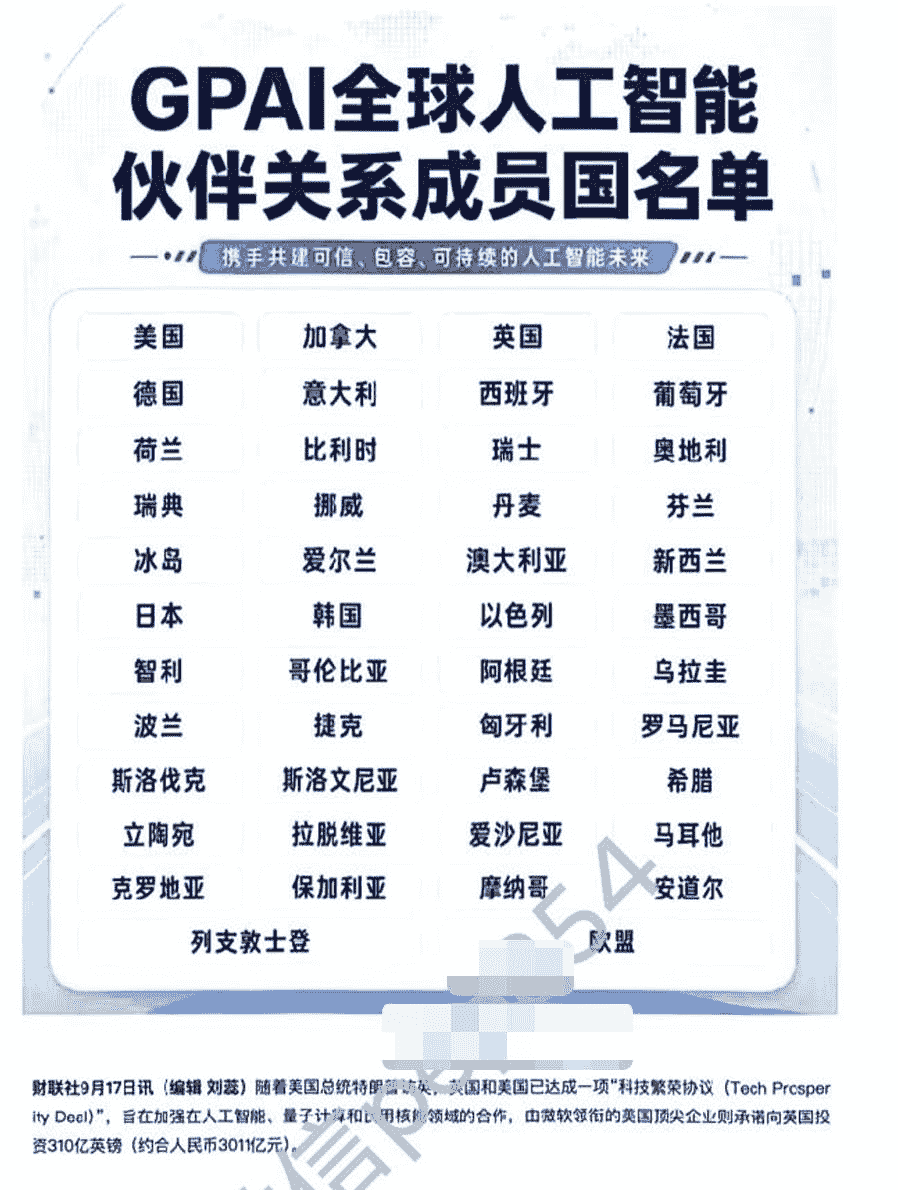 GPAI全球人工智能
伙伴关系成员国名单
携手共建可信、包容、可持续的人工智能未来
美国 加拿大 英国 法国
德国 意大利 西班牙 葡萄牙
荷兰 比利时 瑞士 奥地利
瑞典 挪威 丹麦 芬兰
冰岛 爱尔兰 澳大利亚 新西兰
日本 韩国 以色列 墨西哥
智利 哥伦比亚 阿根廷 乌拉圭
波兰 捷克 匈牙利 罗马尼亚
斯洛伐克 斯洛文尼亚 卢森堡 希腊
立陶宛 拉脱维亚 爱沙尼亚 马耳他
克罗地亚 保加利亚 摩纳哥 安道尔
列支敦士登 欧盟
财联社9月17日讯（编辑 刘蕊）随着美国总统特朗普访英，英国和美国已达成一项“科技繁荣协议（Tech Prosper
ity Deal）”，旨在加强在人工智能、量子计算和民用核能领域的合作，由微软领衔的英国顶尖企业则承诺向英国投
资310亿英镑（约合人民币3011亿元）。